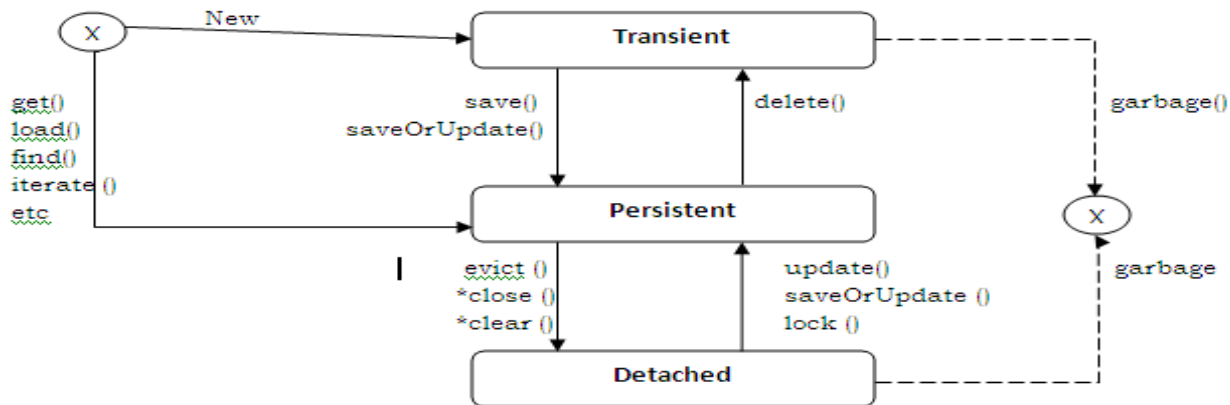 X
New
Transient
get()
load()
find()
iterate ()
etc
save()
saveOrUpdate()
delete()
garbage()
Persistent
X
evict ()
*close ()
*clear ()
update()
saveOrUpdate ()
lock ()
garbage
Detached